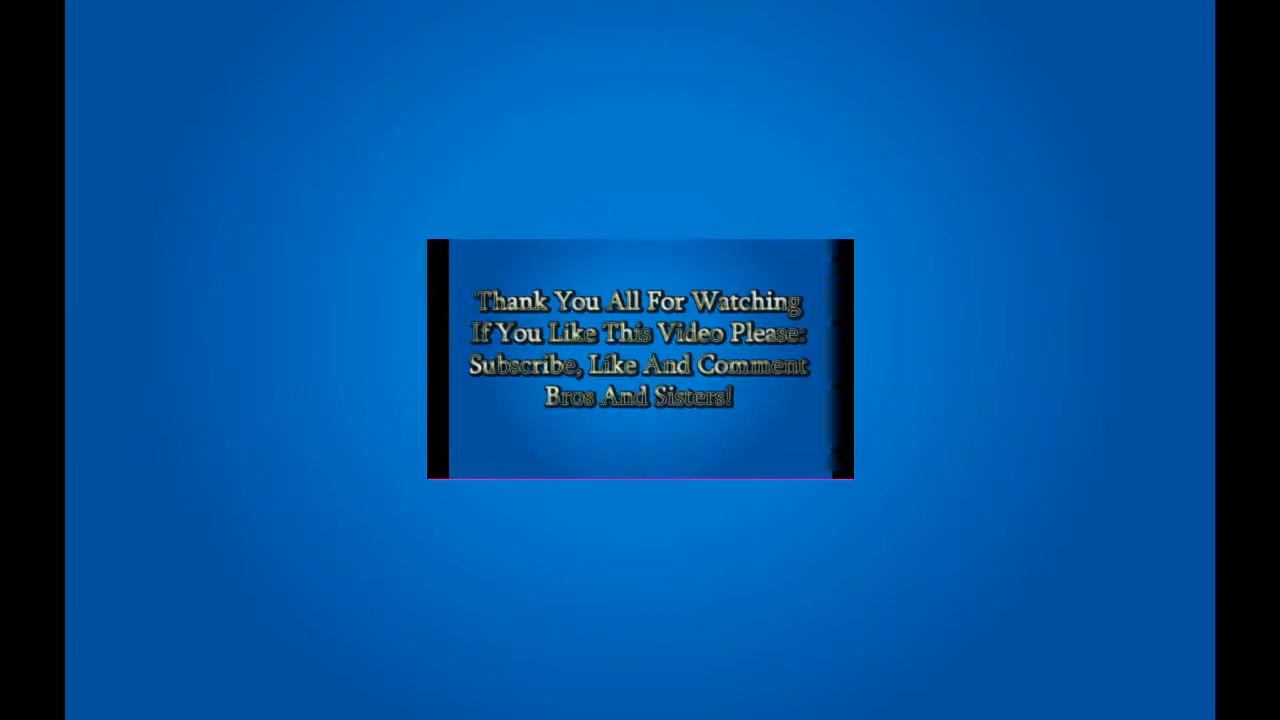 Thank You All For Watching
If You Like This Video Please:
Subscribe, Like And Comment
Bros And Sisters!